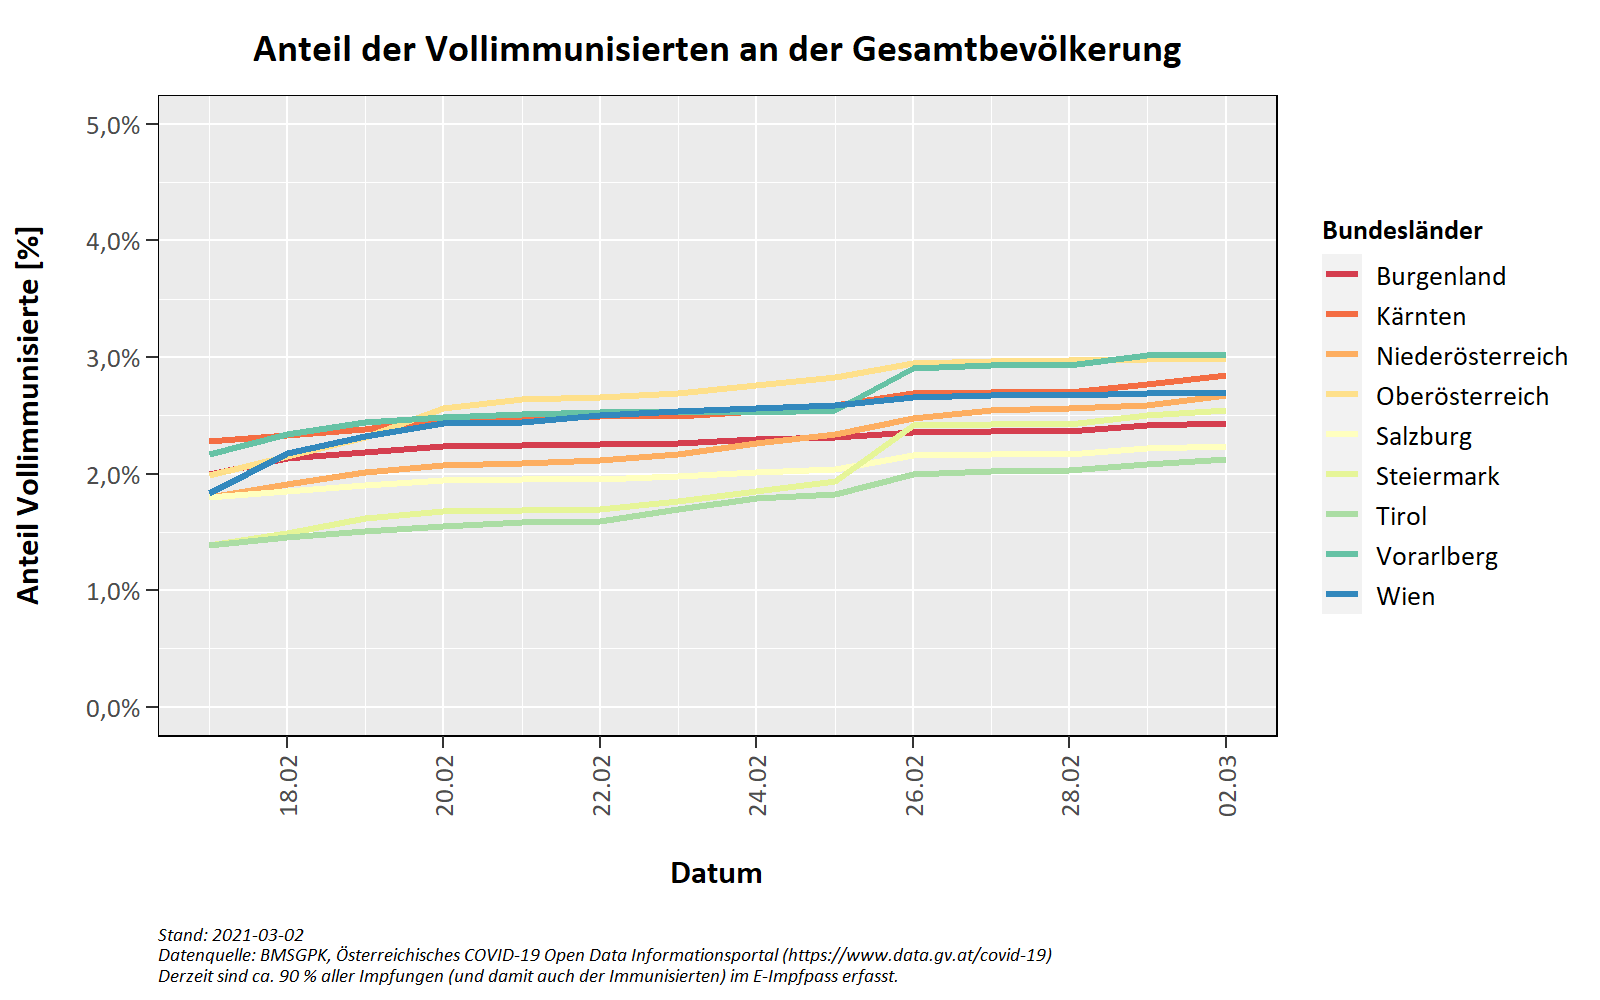 Anteil der Vollimmunisierten an der Gesamtbevölkerung
Anteil Vollimmunisierte [%]
5,0%
4,0%
3,0%
2,0%
1,0%
0,0%
18.02
20.02
22.02
24.02
26.02
28.02
02.03
Datum
Bundesländer
Burgenland
Kärnten
Niederösterreich
Oberösterreich
Salzburg
Steiermark
Tirol
Vorarlberg
Wien
Stand: 2021-03-02
Datenquelle: BMSGPK, Österreichisches COVID-19 Open Data Informationsportal (https://www.data.gv.at/covid-19)
Derzeit sind ca. 90 % aller Impfungen (und damit auch der Immunisierten) im E-Impfpass erfasst.